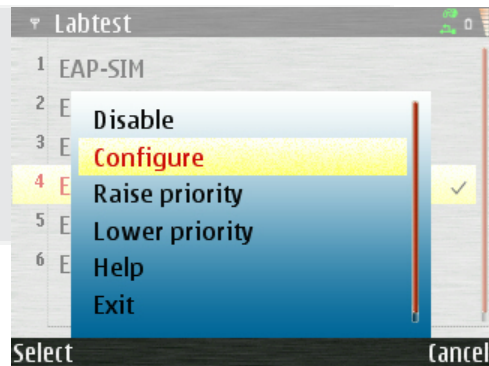 Labtest
1 EAP-SIM
2 E
3 E
4 E
5 E
6 E
Disable
Configure
Raise priority
Lower priority
Help
Exit
Select
Cancel